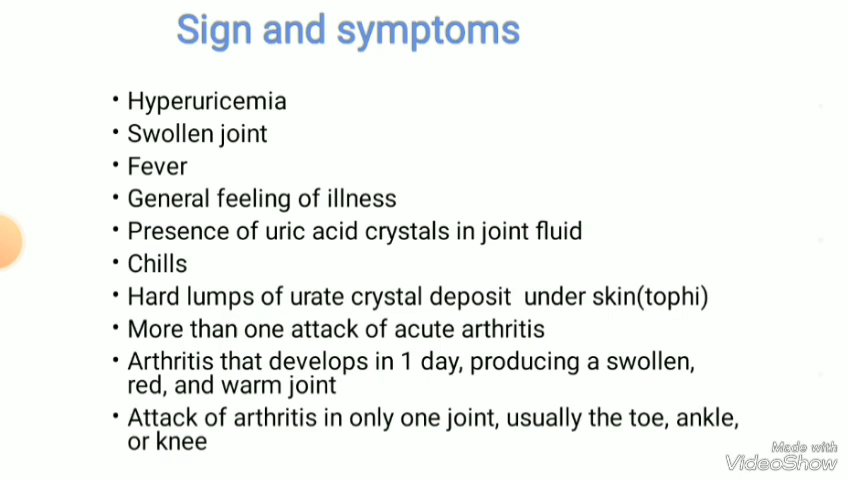 Sign and symptoms
• Hyperuricemia
• Swollen joint
• Fever
• General feeling of illness
• Presence of uric acid crystals in joint fluid
• Chills
• Hard lumps of urate crystal deposit under skin(tophi)
• More than one attack of acute arthritis
• Arthritis that develops in 1 day, producing a swollen,
red, and warm joint
• Attack of arthritis in only one joint, usually the toe, ankle,
or knee
Made with
VideoShow